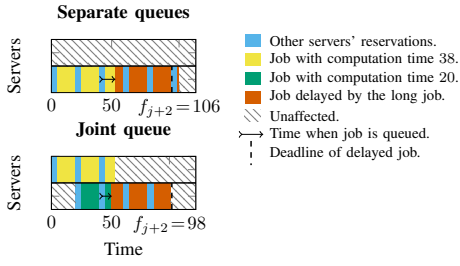 Separate queues
Servers
0
50
f_{j+2} = 106
Joint queue
Servers
0
50
f_{j+2} = 98
Time
Other servers' reservations.
Job with computation time 38.
Job with computation time 20.
Job delayed by the long job.
Unaffected.
Time when job is queued.
Deadline of delayed job.